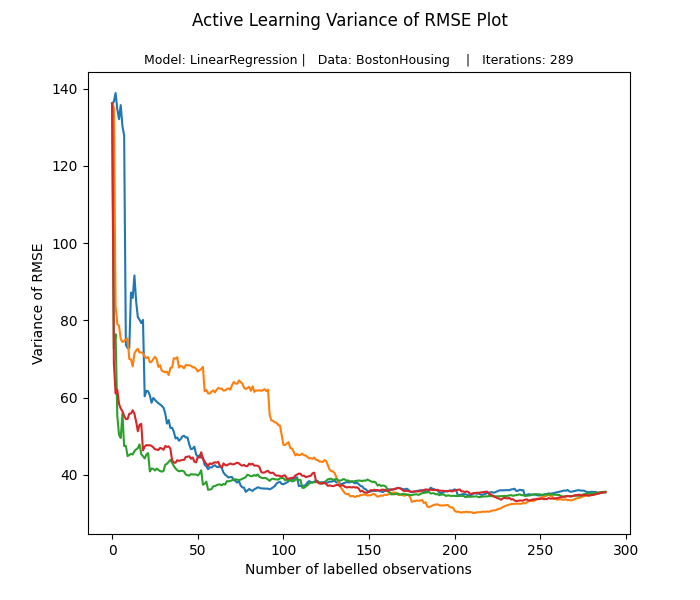 Active Learning Variance of RMSE Plot
Model: LinearRegression |   Data: BostonHousing    |   Iterations: 289
140
120
100
80
60
40
Variance of RMSE
0 50 100 150 200 250 300
Number of labelled observations